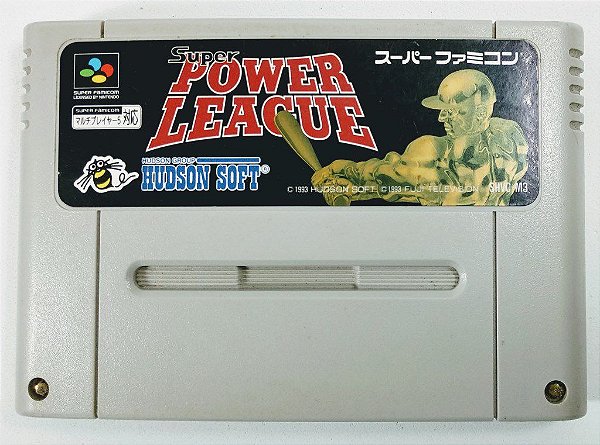 Super
POWER
LEAGUE
スーパーファミコン
SUPER FAMICOM
LICENSED BY NINTENDO
SUPER FAMICOM
マルチプレイヤー5 対応
HUDSON GROUP
HUDSON SOFT®
© 1993 HUDSON SOFT © 1993 FUJI TELEVISION SHVC-M3